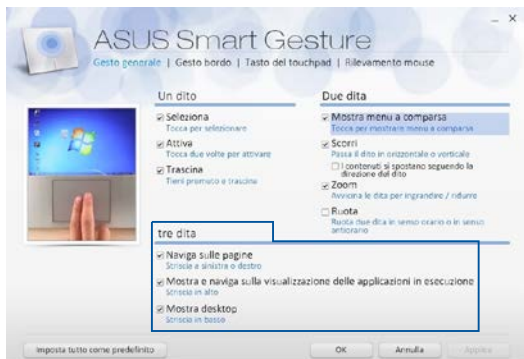 ASUS Smart Gesture
Gesto generale | Gesto bordo | Tasto del touchpad | Rilevamento mouse
Un dito
Seleziona
Tocca per selezionare
Attiva
Tocca due volte per attivare
Trascina
Tieni premuto e trascina
Due dita
Mostra menu a comparsa
Tocca per mostrare menu a comparsa
Scorri
Passa il dito in orizzontale o verticale
I contenuti si spostano seguendo la
direzione del dito
Zoom
Avvicina le dita per ingrandire / ridurre
Ruota
Ruota due dita in senso orario o in senso
antiorario
tre dita
Naviga sulle pagine
Striscia a sinistra o destra
Mostra e naviga sulla visualizzazione delle applicazioni in esecuzione
Striscia in alto
Mostra desktop
Striscia in basso
Imposta tutto come predefinito
OK
Annulla
Applica